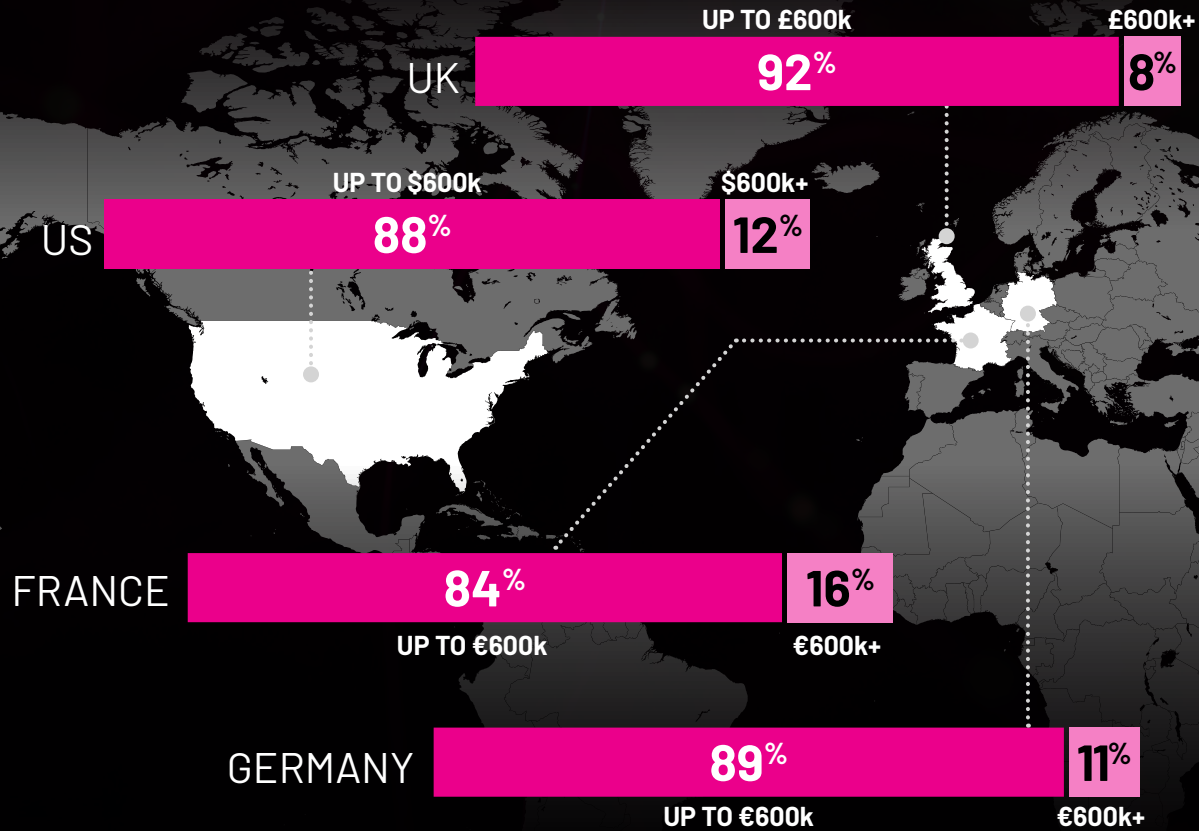 UP TO £600k £600k+
UK 92% 8%
UP TO $600k $600k+
US 88% 12%
FRANCE 84% 16%
UP TO €600k €600k+
GERMANY 89% 11%
UP TO €600k €600k+